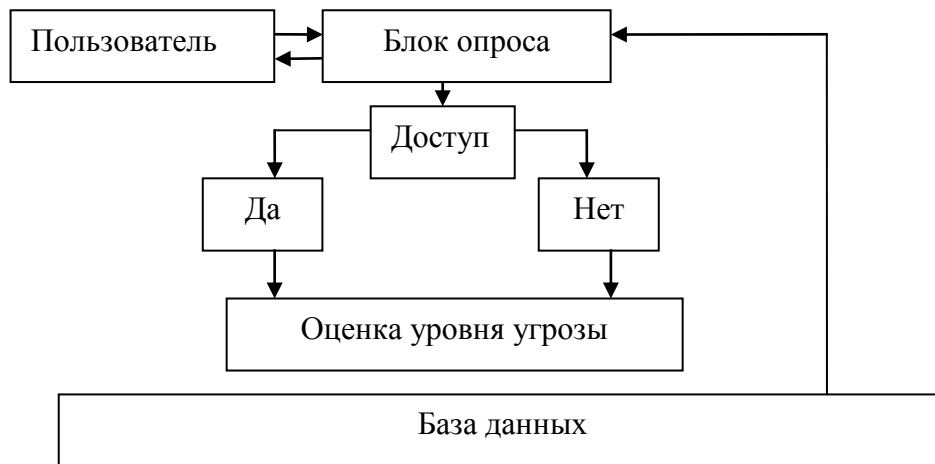 Пользователь
Блок опроса
Доступ
Да
Нет
Оценка уровня угрозы
База данных